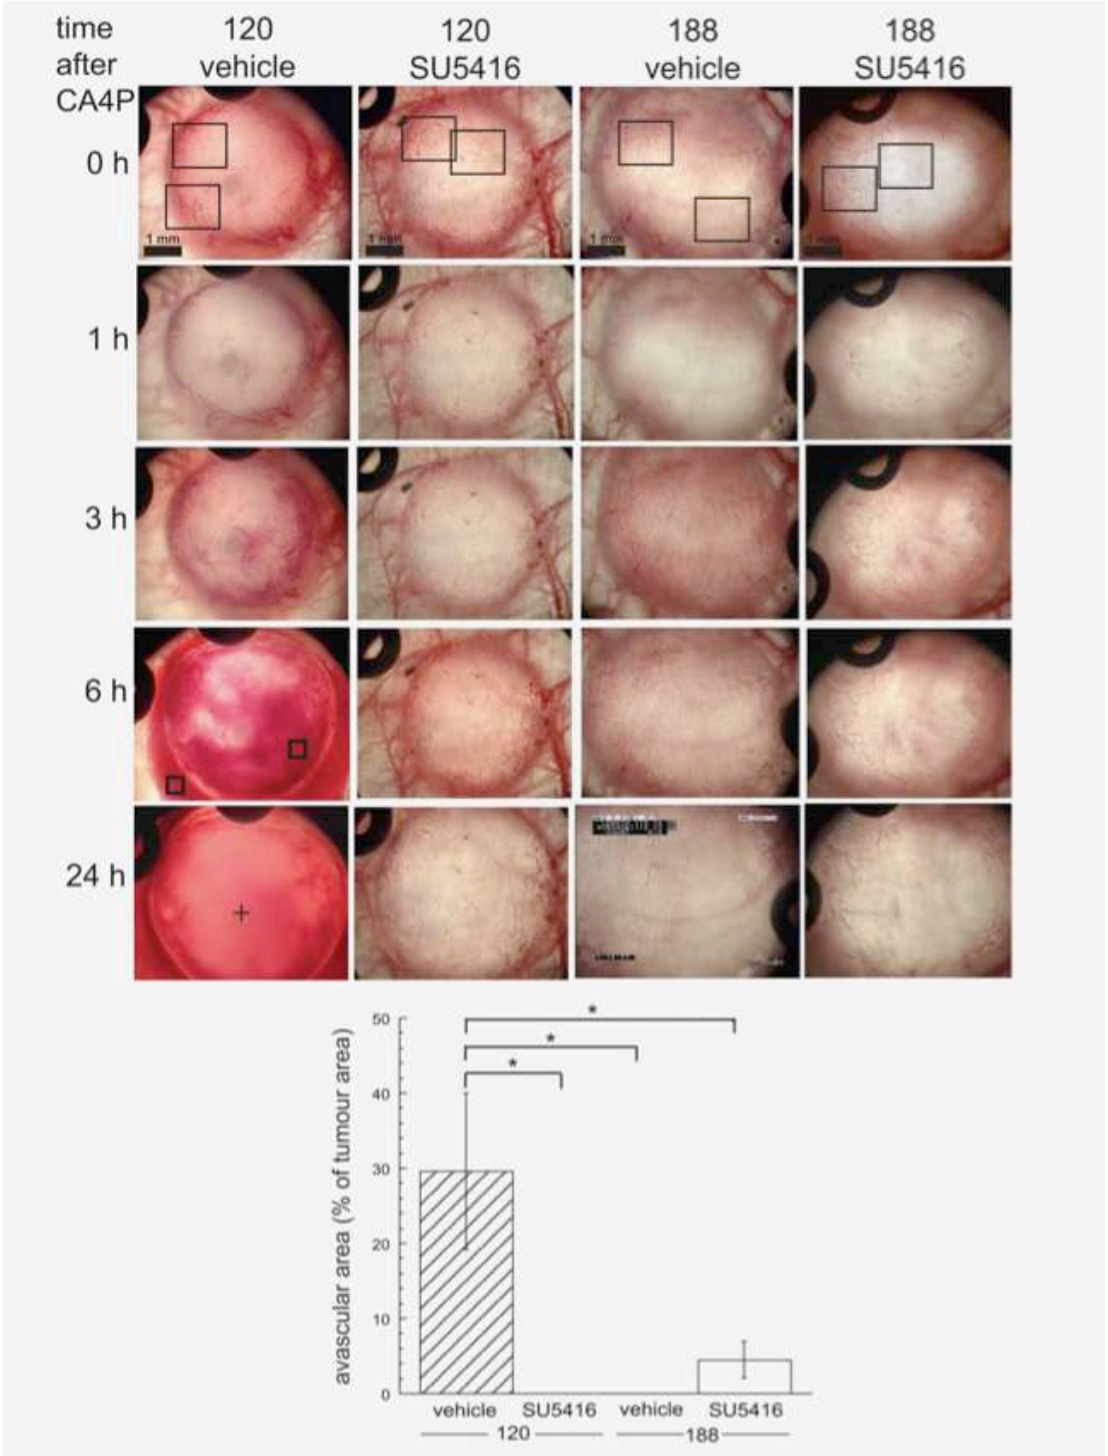 time 120 120 188 188
after vehicle SU5416 vehicle SU5416
CA4P
0 h
1 mm 1 mm 1 mm 1 mm
1 h
3 h
6 h
24 h
+
avascular area (% of tumour area)
50
40
30
20
10
0
* 
*
*
vehicle SU5416 vehicle SU5416
120 188